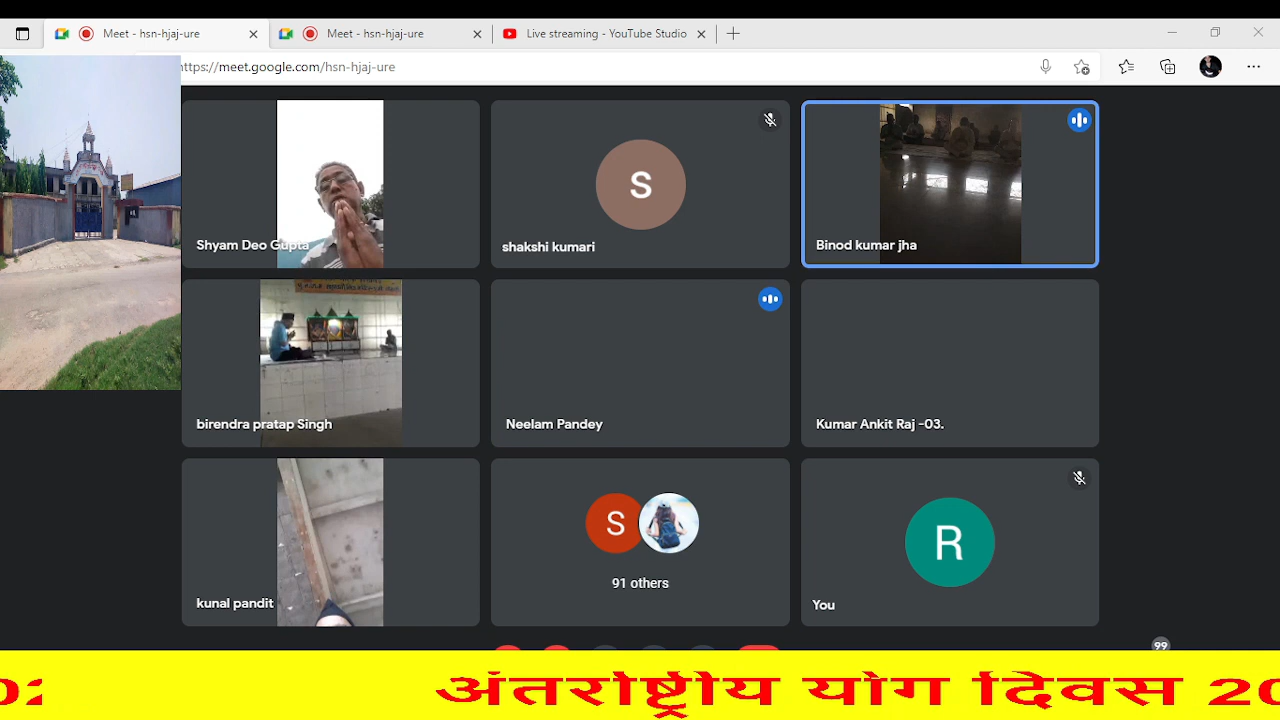 Meet - hsn-hjaj-ure
Meet - hsn-hjaj-ure
Live streaming - YouTube Studio
https://meet.google.com/hsn-hjaj-ure
Shyam Deo Gupta
S
shakshi kumari
Binod kumar jha
birendra pratap Singh
Neelam Pandey
Kumar Ankit Raj -03.
kunal pandit
S
91 others
R
You
99
अंतर्राष्ट्रीय योग दिवस 20